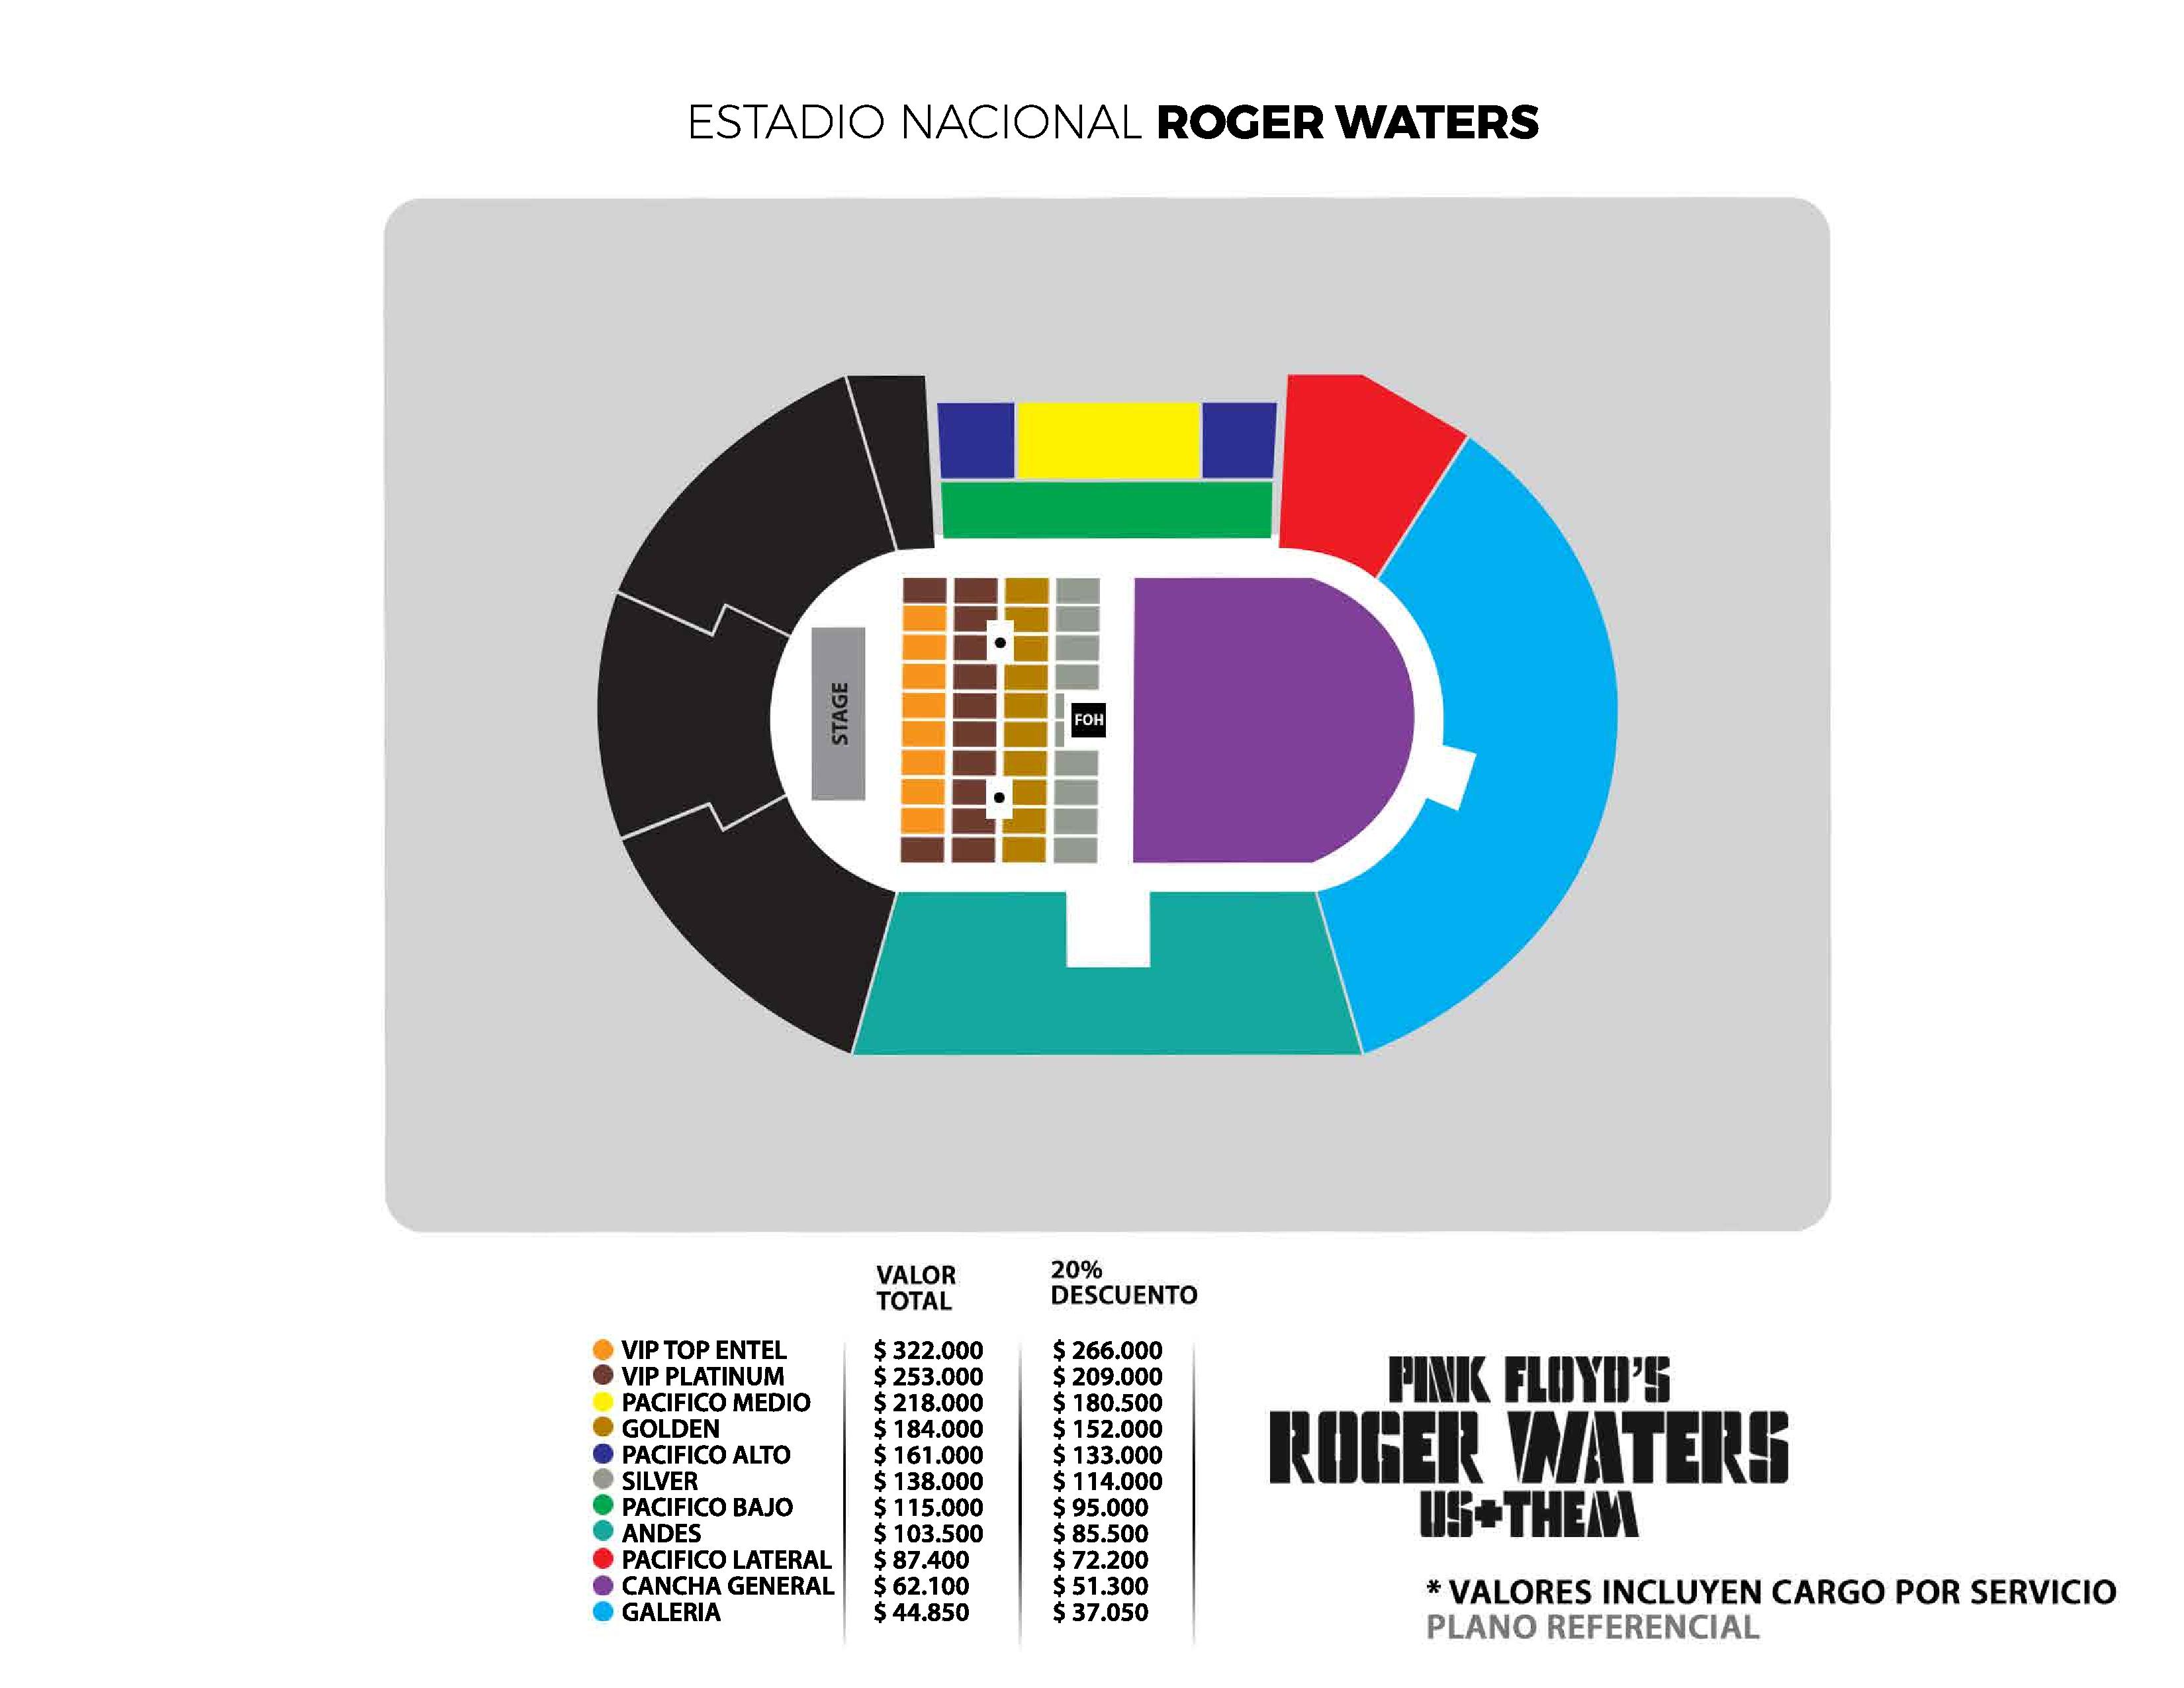 ESTADIO NACIONAL ROGER WATERS
STAGE
FOH
VALOR TOTAL
20% DESCUENTO
VIP TOP ENTEL $ 322.000 $ 266.000
VIP PLATINUM $ 253.000 $ 209.000
PACIFICO MEDIO $ 218.000 $ 180.500
GOLDEN $ 184.000 $ 152.000
PACIFICO ALTO $ 161.000 $ 133.000
SILVER $ 138.000 $ 114.000
PACIFICO BAJO $ 115.000 $ 95.000
ANDES $ 103.500 $ 85.500
PACIFICO LATERAL $ 87.400 $ 72.200
CANCHA GENERAL $ 62.100 $ 51.300
GALERIA $ 44.850 $ 37.050
PINK FLOYD'S
ROGER WATERS
US+THEM
* VALORES INCLUYEN CARGO POR SERVICIO
PLANO REFERENCIAL